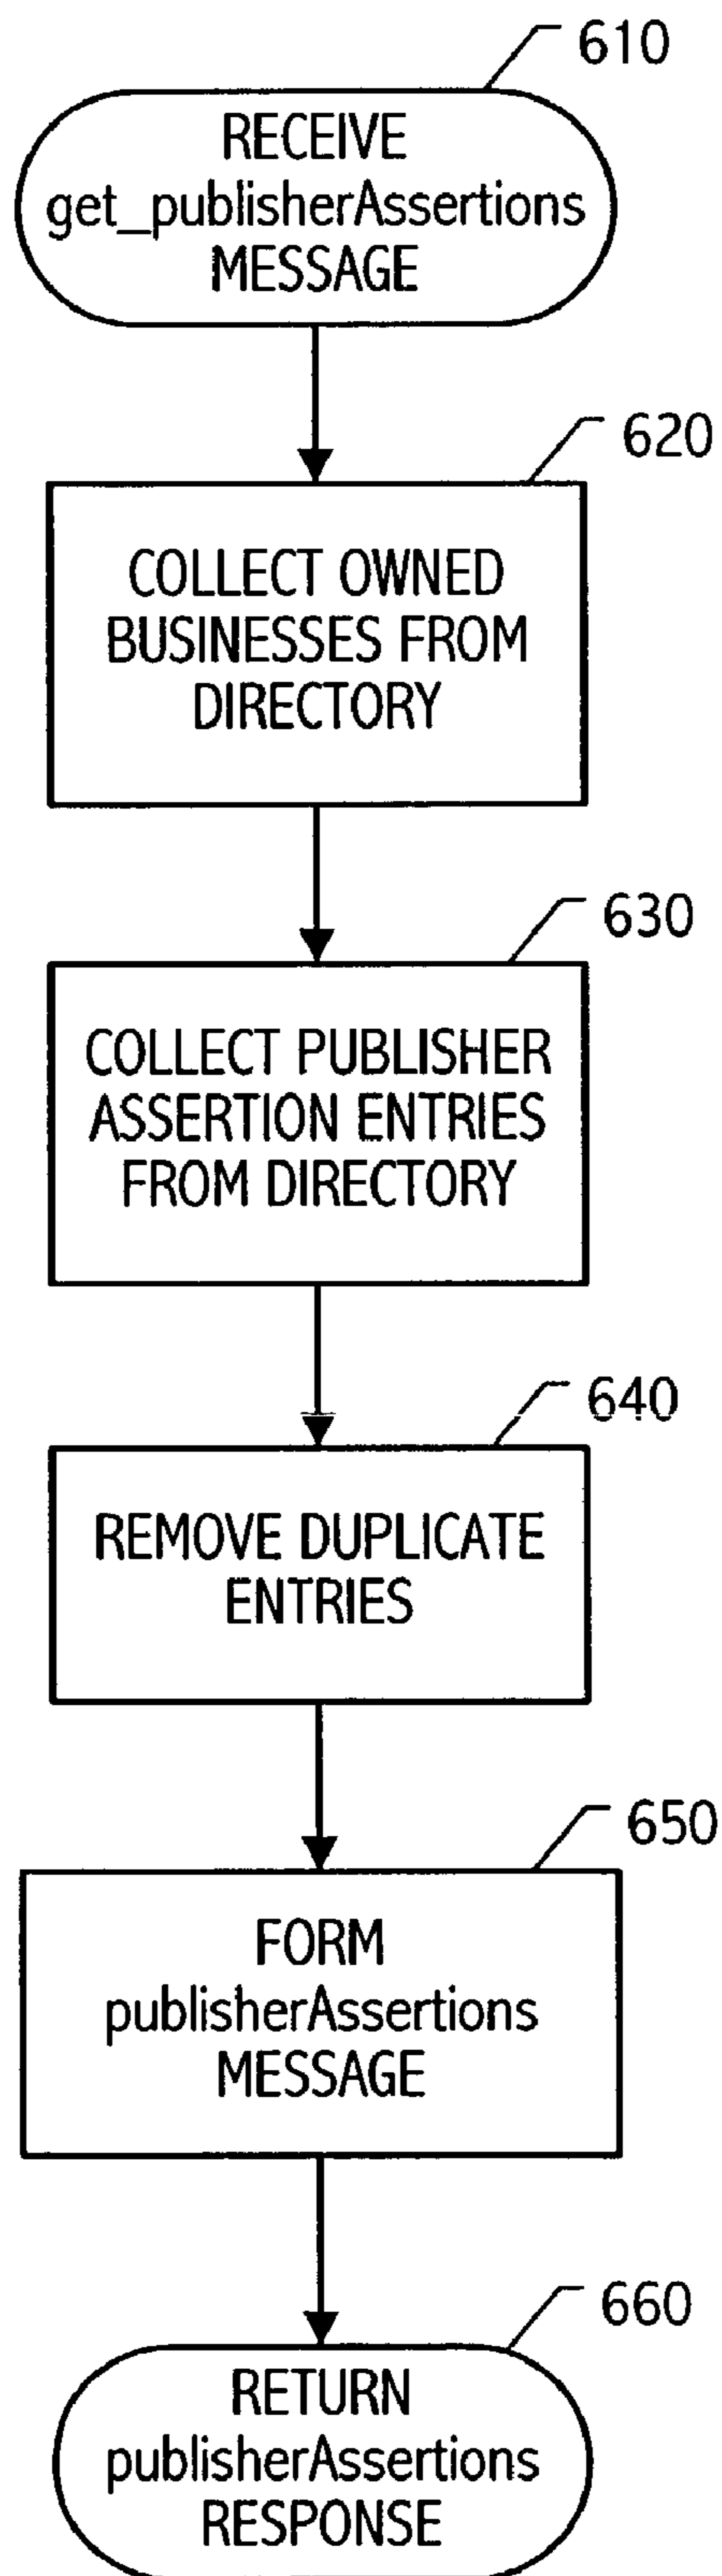 610
RECEIVE
get_publisherAssertions
MESSAGE
620
COLLECT OWNED
BUSINESSES FROM
DIRECTORY
630
COLLECT PUBLISHER
ASSERTION ENTRIES
FROM DIRECTORY
640
REMOVE DUPLICATE
ENTRIES
650
FORM
publisherAssertions
MESSAGE
660
RETURN
publisherAssertions
RESPONSE